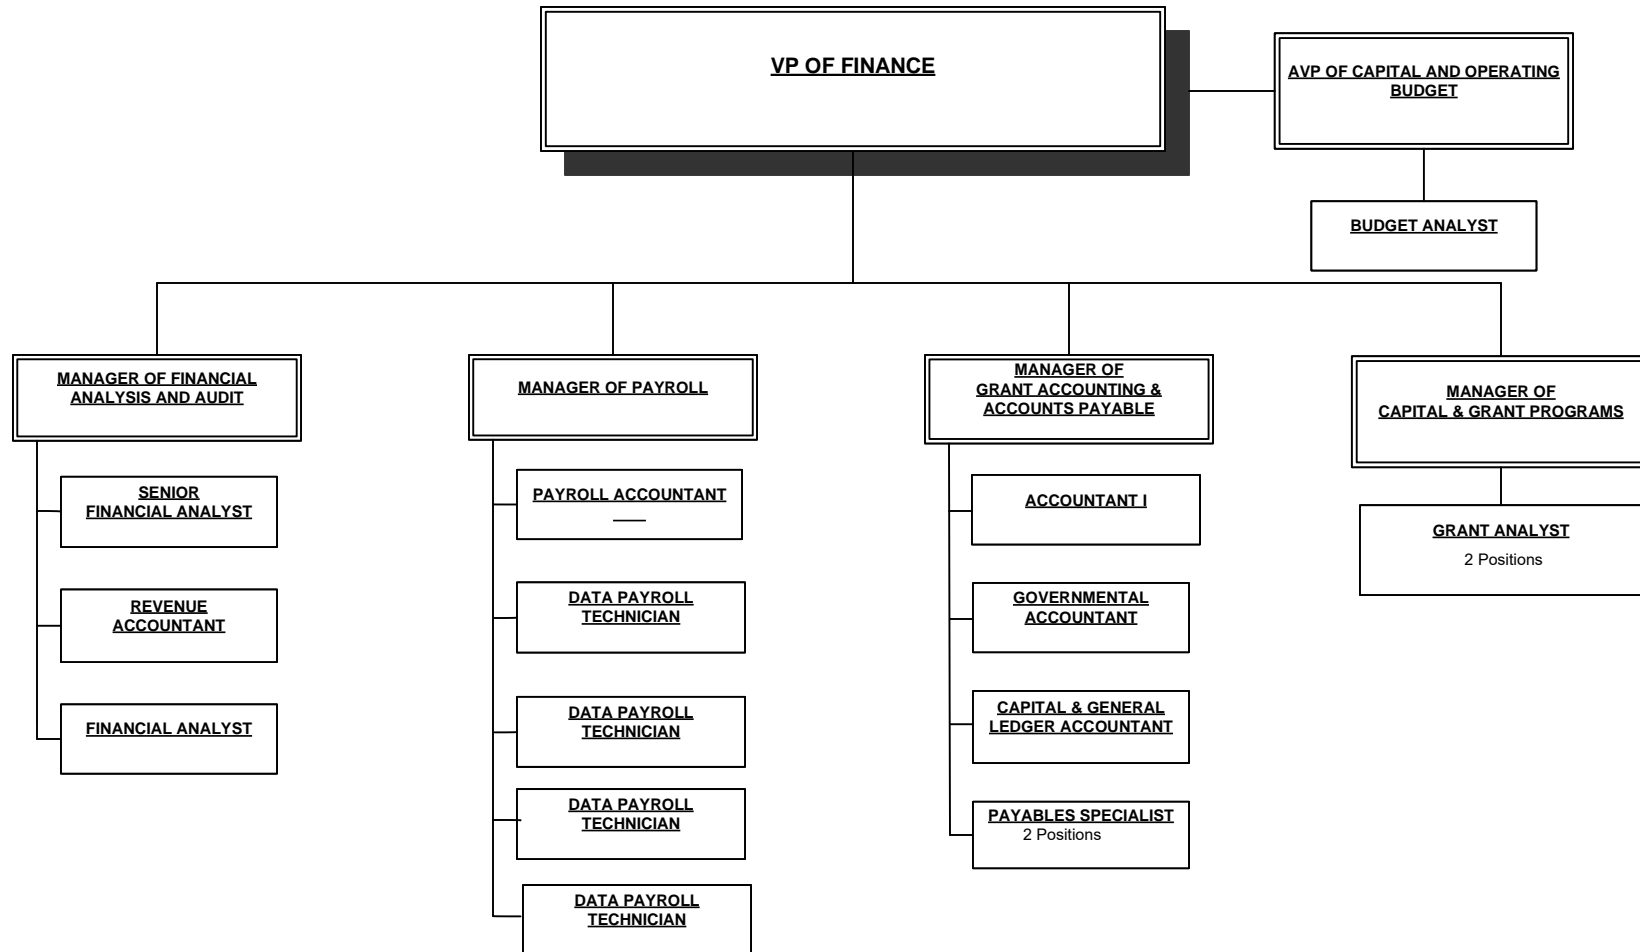 VP OF FINANCE
AVP OF CAPITAL AND OPERATING
BUDGET
BUDGET ANALYST
MANAGER OF FINANCIAL
ANALYSIS AND AUDIT
SENIOR
FINANCIAL ANALYST
REVENUE
ACCOUNTANT
FINANCIAL ANALYST
MANAGER OF PAYROLL
PAYROLL ACCOUNTANT
DATA PAYROLL
TECHNICIAN
DATA PAYROLL
TECHNICIAN
DATA PAYROLL
TECHNICIAN
DATA PAYROLL
TECHNICIAN
MANAGER OF
GRANT ACCOUNTING &
ACCOUNTS PAYABLE
ACCOUNTANT I
GOVERNMENTAL
ACCOUNTANT
CAPITAL & GENERAL
LEDGER ACCOUNTANT
PAYABLES SPECIALIST
2 Positions
MANAGER OF
CAPITAL & GRANT PROGRAMS
GRANT ANALYST
2 Positions